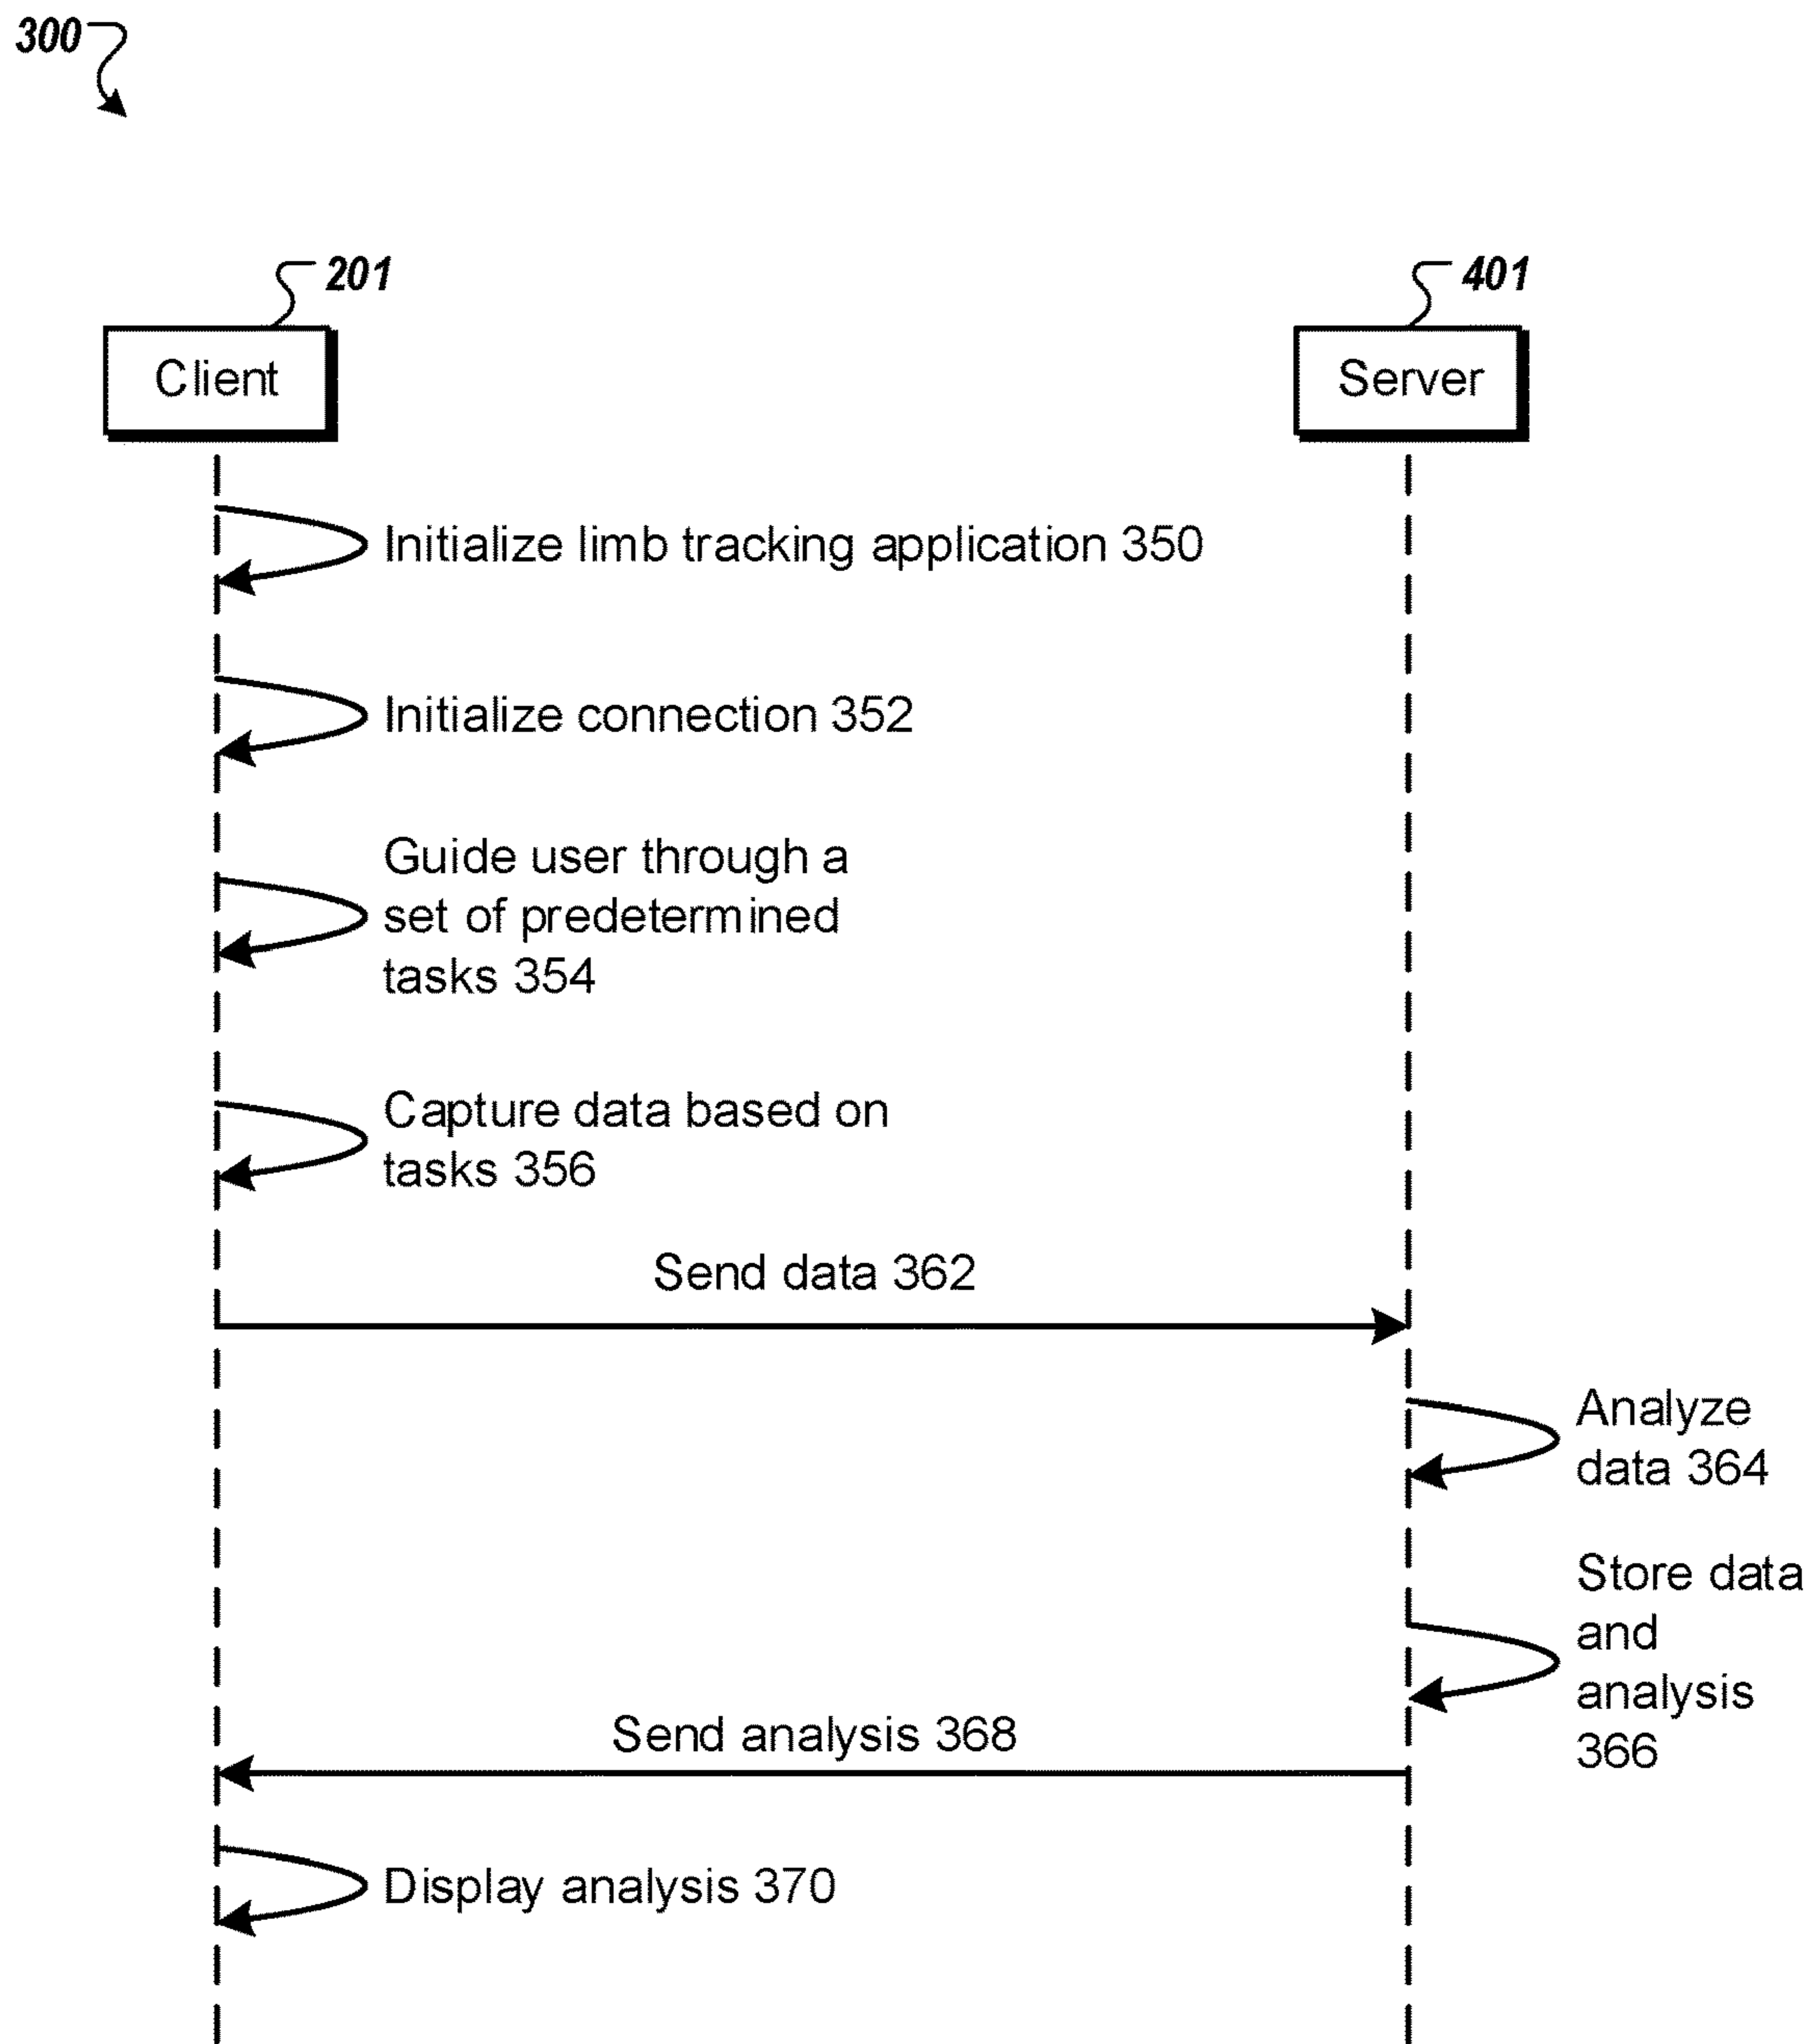 300
201
401
Client
Server
Initialize limb tracking application 350
Initialize connection 352
Guide user through a
set of predetermined
tasks 354
Capture data based on
tasks 356
Send data 362
Analyze
data 364
Store data
and
analysis
366
Send analysis 368
Display analysis 370